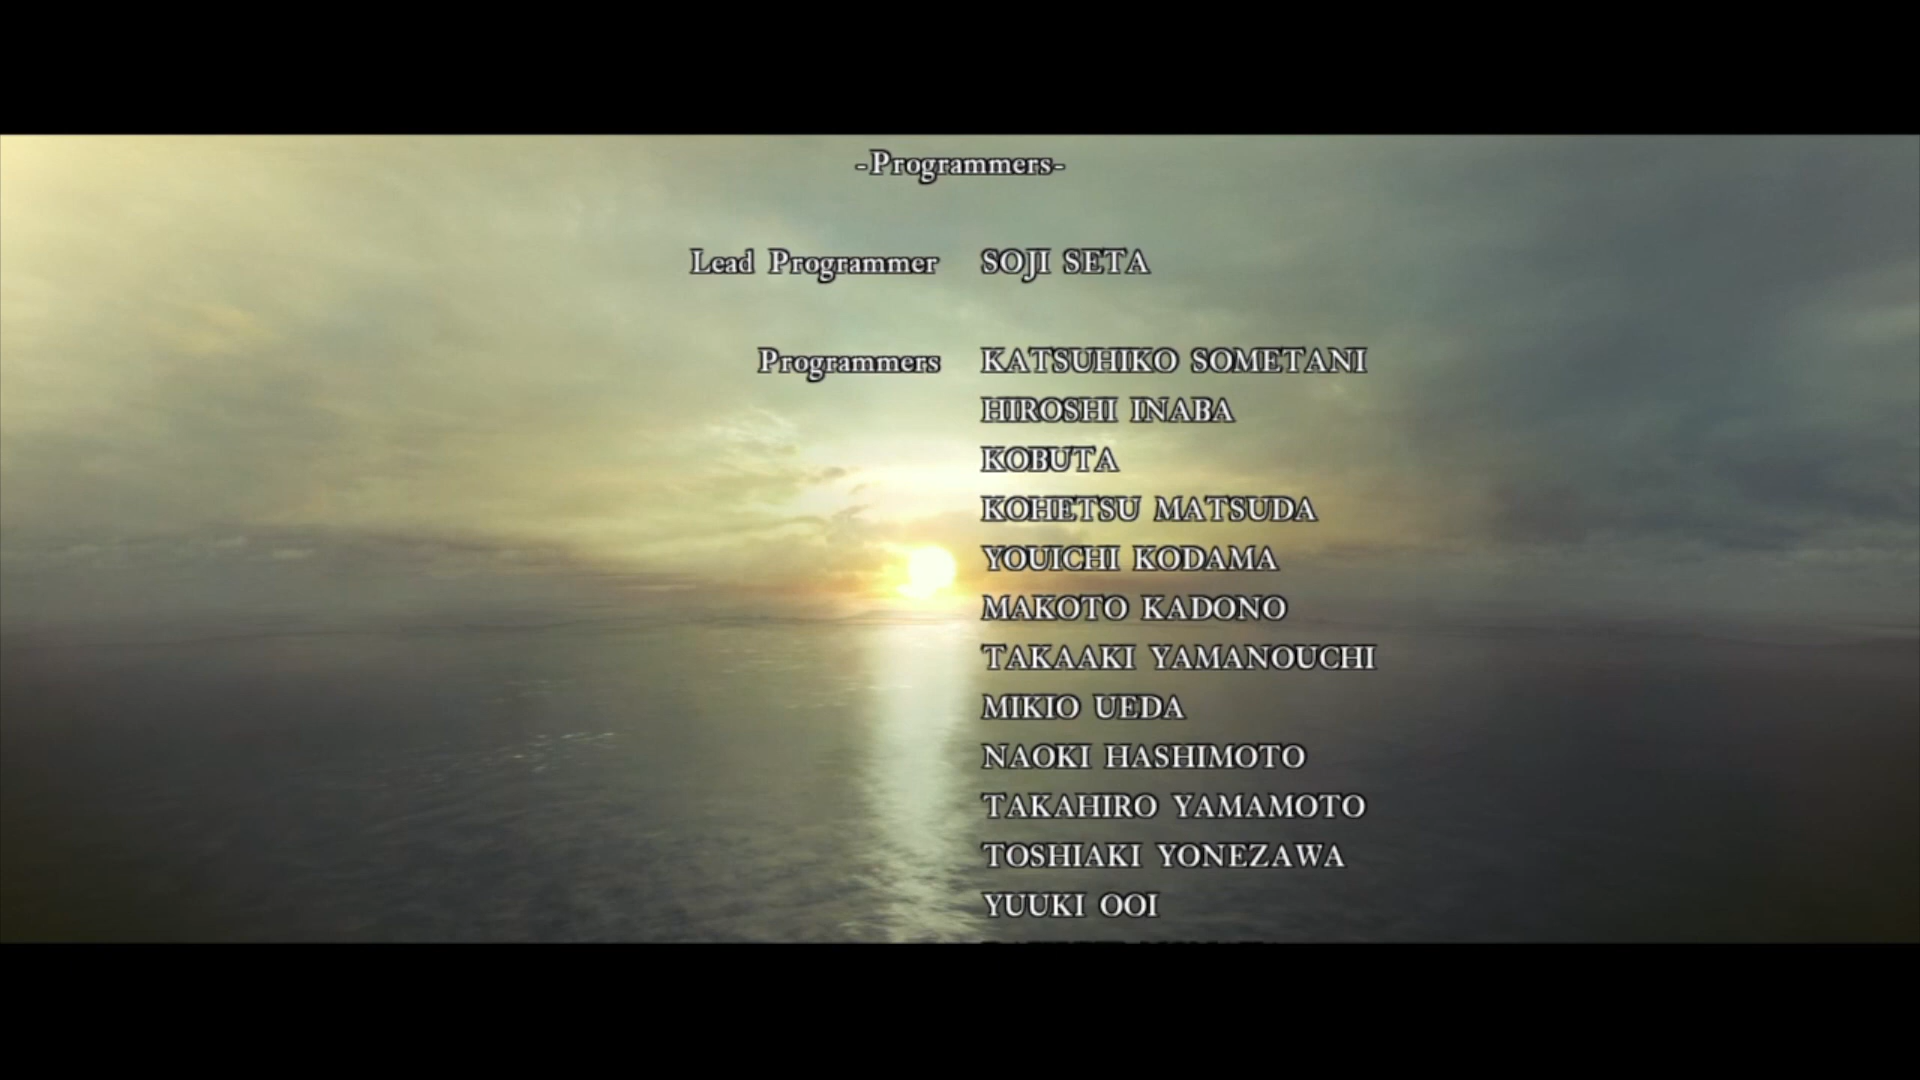 -Programmers-
Lead Programmer SOJI SETA
Programmers KATSUHIKO SOMETANI
HIROSHI INABA
KOBUTA
KOHETSU MATSUDA
YOUICHI KODAMA
MAKOTO KADONO
TAKAAKI YAMANOUCHI
MIKIO UEDA
NAOKI HASHIMOTO
TAKAHIRO YAMAMOTO
TOSHIAKI YONEZAWA
YUUKI OOI